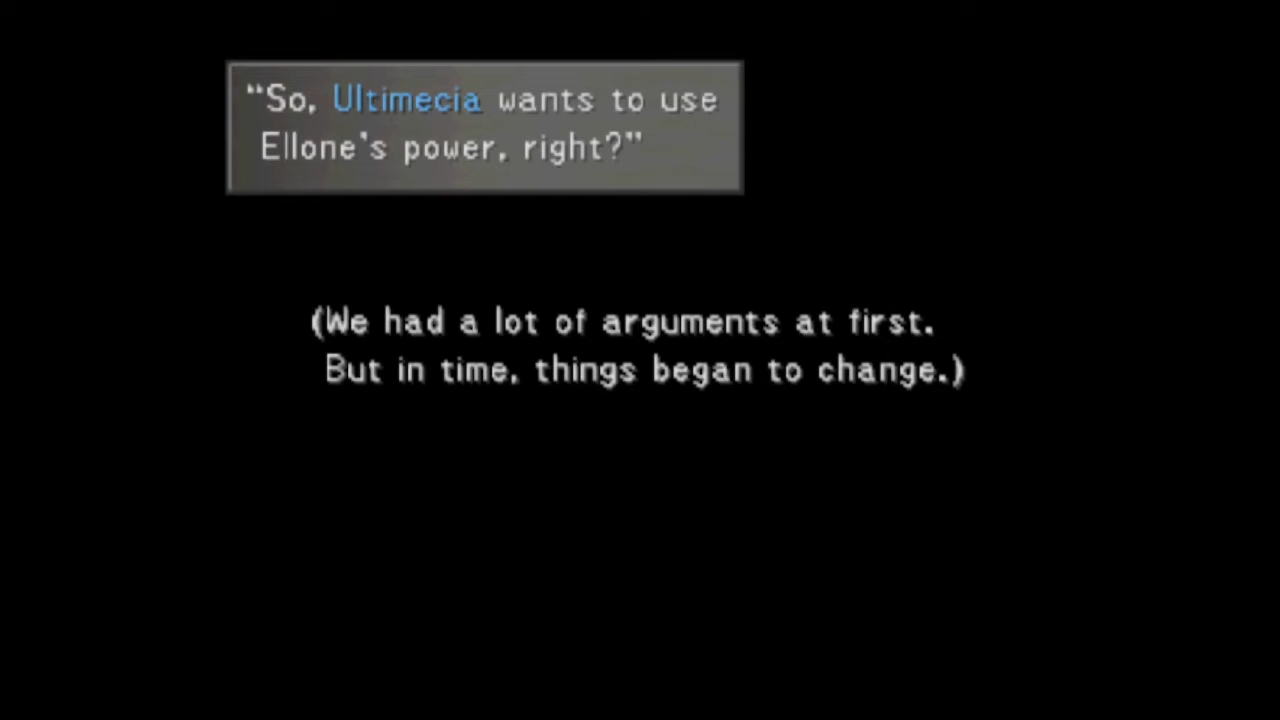 “So, Ultimecia wants to use
Ellone's power, right?”
(We had a lot of arguments at first.
But in time, things began to change.)